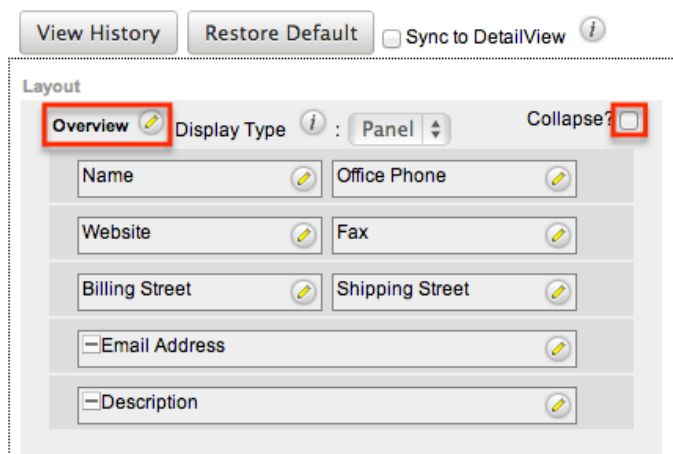 View History Restore Default Sync to DetailView i
Layout
Overview Display Type i : Panel Collapse?
Name Office Phone
Website Fax
Billing Street Shipping Street
Email Address
Description